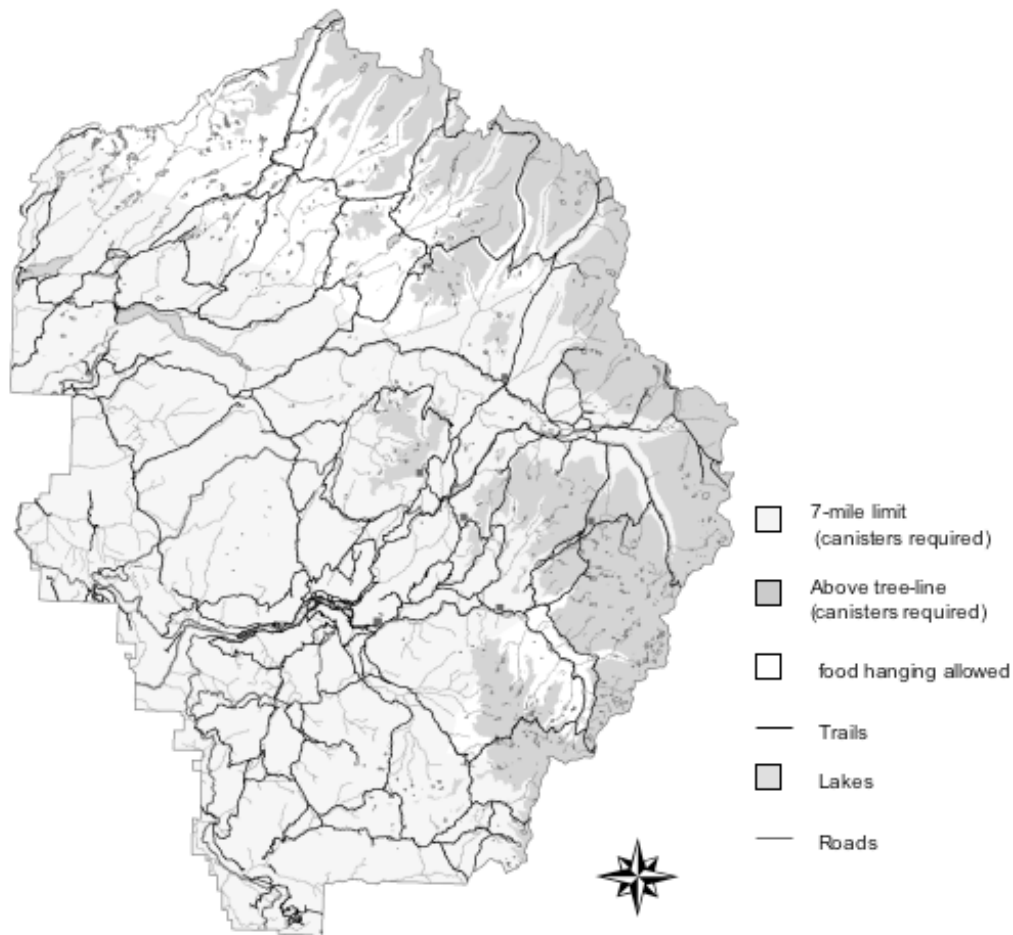 7-mile limit
(canisters required)
Above tree-line
(canisters required)
food hanging allowed
Trails
Lakes
Roads